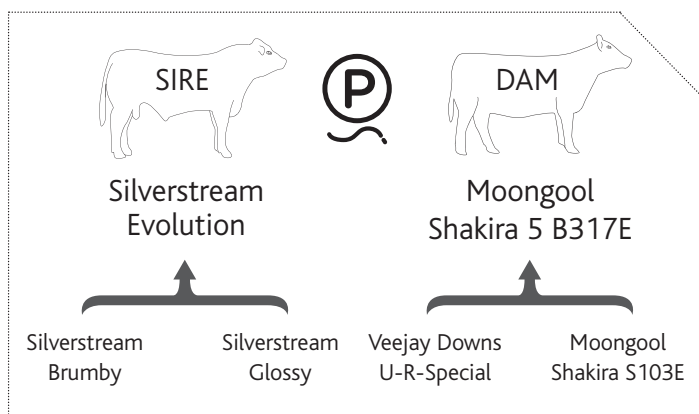 SIRE
P
DAM
Silverstream
Evolution
Moongool
Shakira 5 B317E
Silverstream
Brumby
Silverstream
Glossy
Veejay Downs
U-R-Special
Moongool
Shakira S103E